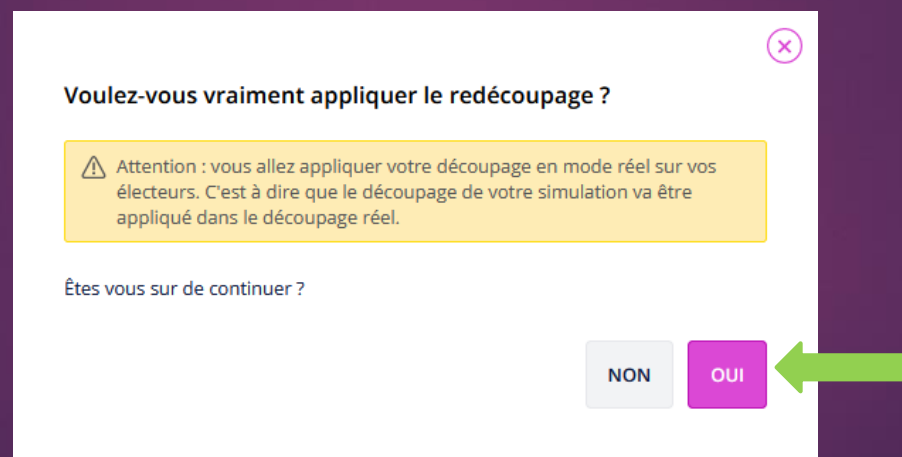 Voulez-vous vraiment appliquer le redécoupage ?
Attention : vous allez appliquer votre découpage en mode réel sur vos
électeurs. C'est à dire que le découpage de votre simulation va être
appliqué dans le découpage réel.
Êtes vous sur de continuer ?
NON OUI